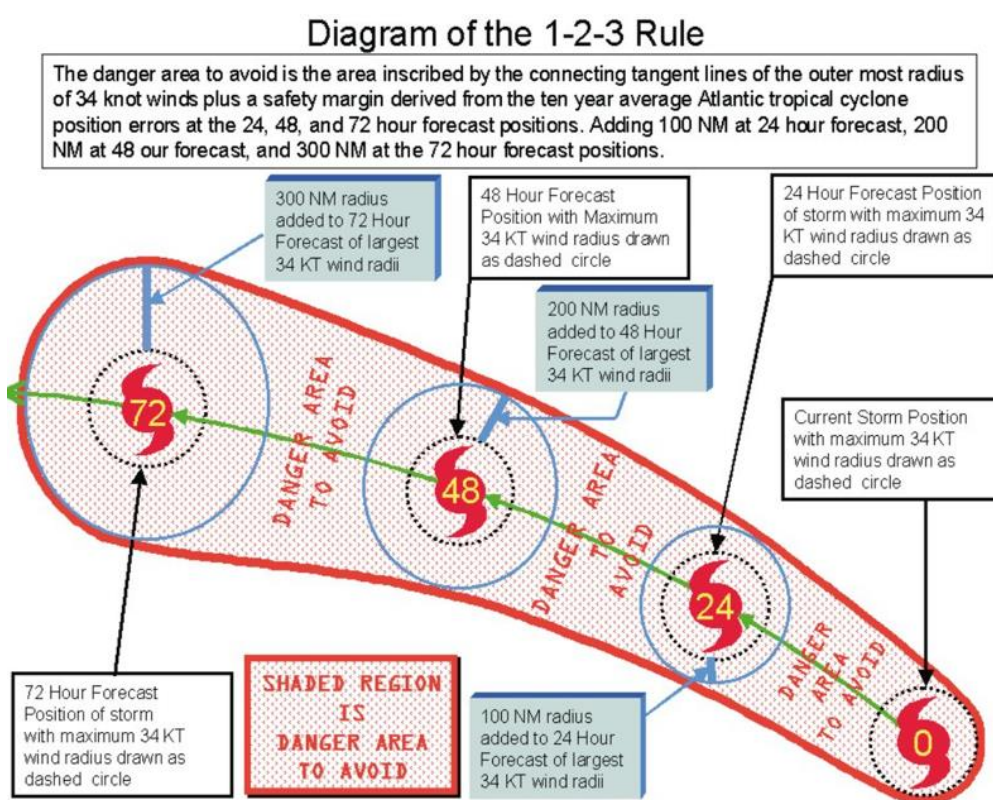 Diagram of the 1-2-3 Rule
The danger area to avoid is the area inscribed by the connecting tangent lines of the outer most radius
of 34 knot winds plus a safety margin derived from the ten year average Atlantic tropical cyclone
position errors at the 24, 48, and 72 hour forecast positions. Adding 100 NM at 24 hour forecast, 200
NM at 48 our forecast, and 300 NM at the 72 hour forecast positions.
300 NM radius
added to 72 Hour
Forecast of largest
34 KT wind radii
48 Hour Forecast
Position with Maximum
34 KT wind radius drawn
as dashed circle
24 Hour Forecast Position
of storm with maximum 34
KT wind radius drawn as
dashed circle
200 NM radius
added to 48 Hour
Forecast of largest
34 KT wind radii
Current Storm Position
with maximum 34 KT
wind radius drawn as
dashed circle
72
DANGER AREA
TO AVOID
48
DANGER AREA
TO
AVOID
24
DANGER
AREA
TO AVOID
0
72 Hour Forecast
Position of storm
with maximum 34 KT
wind radius drawn as
dashed circle
SHADED REGION
IS
DANGER AREA
TO AVOID
100 NM radius
added to 24 Hour
Forecast of largest
34 KT wind radii